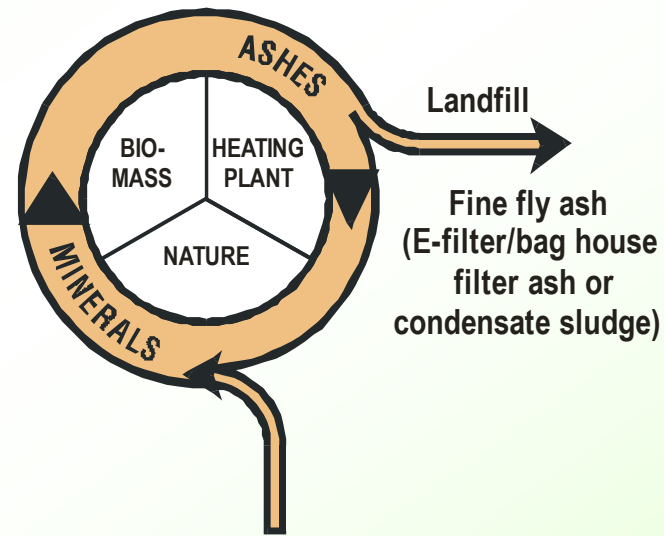 ASHES
Landfill
BIO-
MASS
HEATING
PLANT
NATURE
MINERALS
Fine fly ash
(E-filter/bag house
filter ash or
condensate sludge)